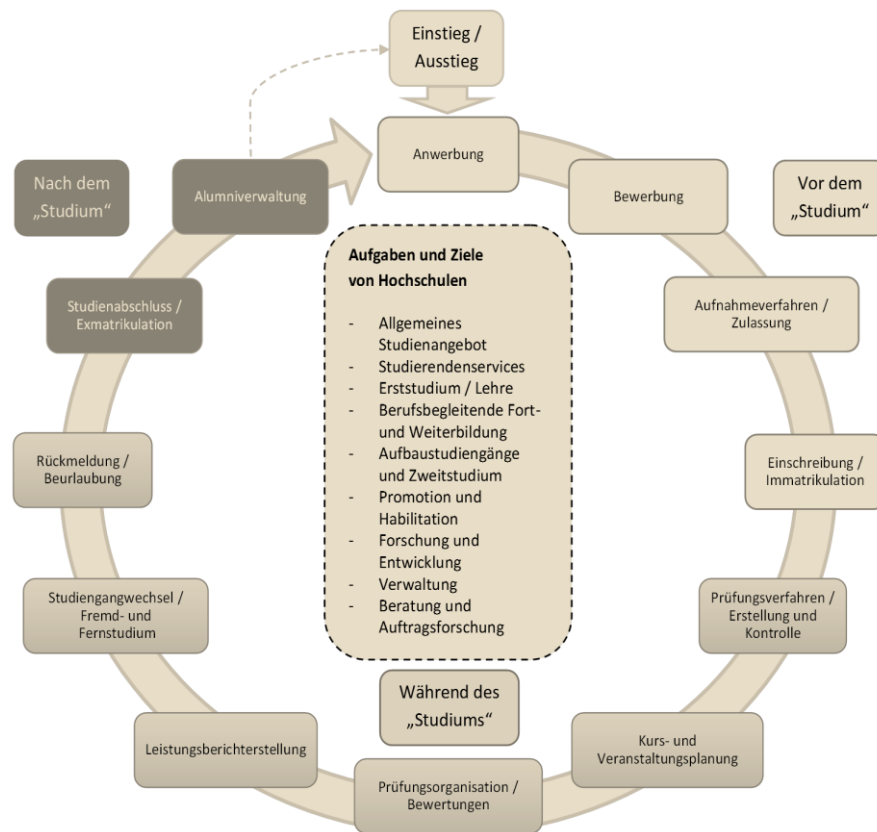 Einstieg /
Ausstieg
Anwerbung
Bewerbung
Vor dem
„Studium“
Aufnahmeverfahren /
Zulassung
Einschreibung /
Immatrikulation
Prüfungsverfahren /
Erstellung und
Kontrolle
Kurs- und
Veranstaltungsplanung
Prüfungsorganisation /
Bewertungen
Während des
„Studiums“
Leistungsberichterstellung
Studiengangwechsel /
Fremd- und
Fernstudium
Rückmeldung /
Beurlaubung
Studienabschluss /
Exmatrikulation
Nach dem
„Studium“
Alumniverwaltung
Aufgaben und Ziele
von Hochschulen
- Allgemeines
Studienangebot
- Studierendenservices
- Erststudium / Lehre
- Berufsbegleitende Fort-
und Weiterbildung
- Aufbaustudiengänge
und Zweitstudium
- Promotion und
Habilitation
- Forschung und
Entwicklung
- Verwaltung
- Beratung und
Auftragsforschung